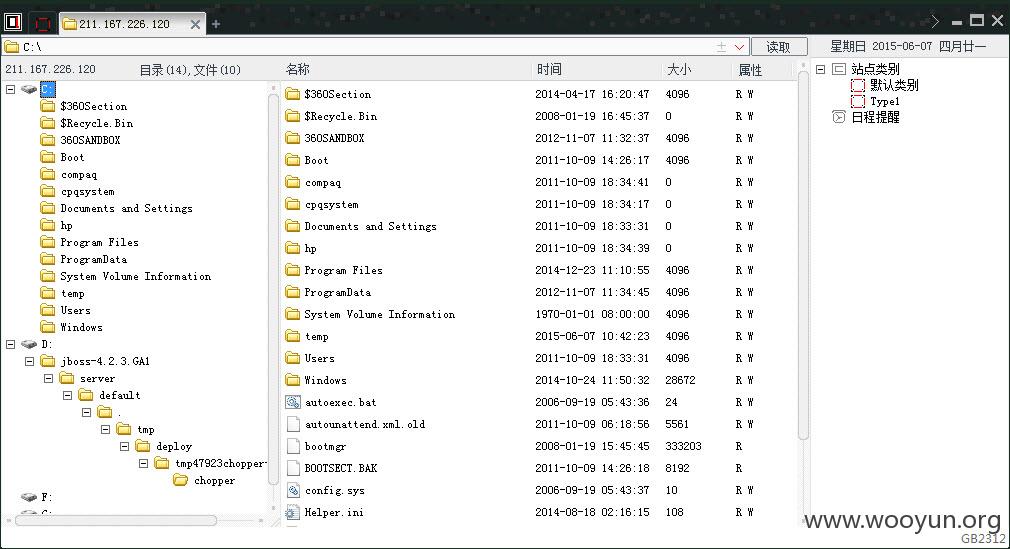 211.167.226.120
C:\
读取
星期日 2015-06-07 四月廿一
211.167.226.120 目录(14),文件(10)
名称 时间 大小 属性
C:
$360Section
$Recycle.Bin
360SANDBOX
Boot
compaq
cpqsystem
Documents and Settings
hp
Program Files
ProgramData
System Volume Information
temp
Users
Windows
D:
jboss-4.2.3.GA1
server
default
.
tmp
deploy
tmp47923chopper
chopper
F:
$360Section 2014-04-17 16:20:47 4096 R W
$Recycle.Bin 2008-01-19 16:45:37 0 R W
360SANDBOX 2012-11-07 11:32:37 4096 R W
Boot 2011-10-09 14:26:17 4096 R W
compaq 2011-10-09 18:34:41 0 R W
cpqsystem 2011-10-09 18:34:17 0 R W
Documents and Settings 2011-10-09 18:33:31 0 R W
hp 2011-10-09 18:34:39 0 R W
Program Files 2014-12-23 11:10:55 4096 R W
ProgramData 2012-11-07 11:34:45 4096 R W
System Volume Information 1970-01-01 08:00:00 4096 R W
temp 2015-06-07 10:42:23 4096 R W
Users 2011-10-09 18:33:31 4096 R W
Windows 2014-10-24 11:50:32 28672 R W
autoexec.bat 2006-09-19 05:43:36 24 R W
autounattend.xml.old 2011-10-09 06:18:56 5561 R W
bootmgr 2008-01-19 15:45:45 333203 R
BOOTSECT.BAK 2011-10-09 14:26:18 8192 R
config.sys 2006-09-19 05:43:37 10 R W
Helper.ini 2014-08-18 02:16:15 108 R W
站点类别
默认类别
Type1
日程提醒
www.wooyun.org
GB2312